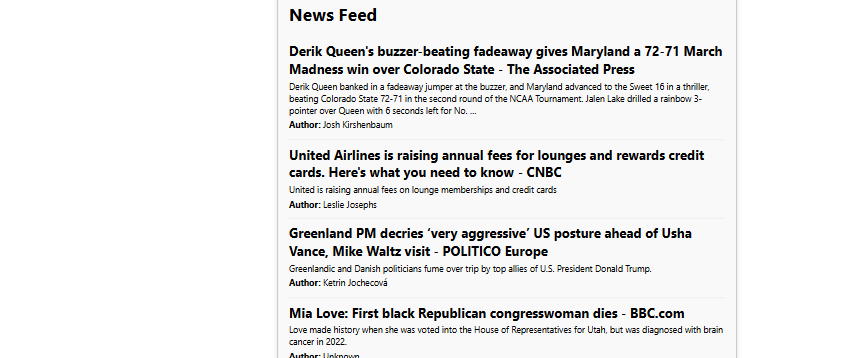 News Feed
Derik Queen's buzzer-beating fadeaway gives Maryland a 72-71 March
Madness win over Colorado State - The Associated Press
Derik Queen banked in a fadeaway jumper at the buzzer, and Maryland advanced to the Sweet 16 in a thriller,
beating Colorado State 72-71 in the second round of the NCAA Tournament. Jalen Lake drilled a rainbow 3-
pointer over Queen with 6 seconds left for No. ...
Author: Josh Kirshenbaum
United Airlines is raising annual fees for lounges and rewards credit
cards. Here's what you need to know - CNBC
United is raising annual fees on lounge memberships and credit cards
Author: Leslie Josephs
Greenland PM decries ‘very aggressive’ US posture ahead of Usha
Vance, Mike Waltz visit - POLITICO Europe
Greenlandic and Danish politicians fume over trip by top allies of U.S. President Donald Trump.
Author: Ketrin Jochecová
Mia Love: First black Republican congresswoman dies - BBC.com
Love made history when she was voted into the House of Representatives for Utah, but was diagnosed with brain
cancer in 2022.
Author: Unknown